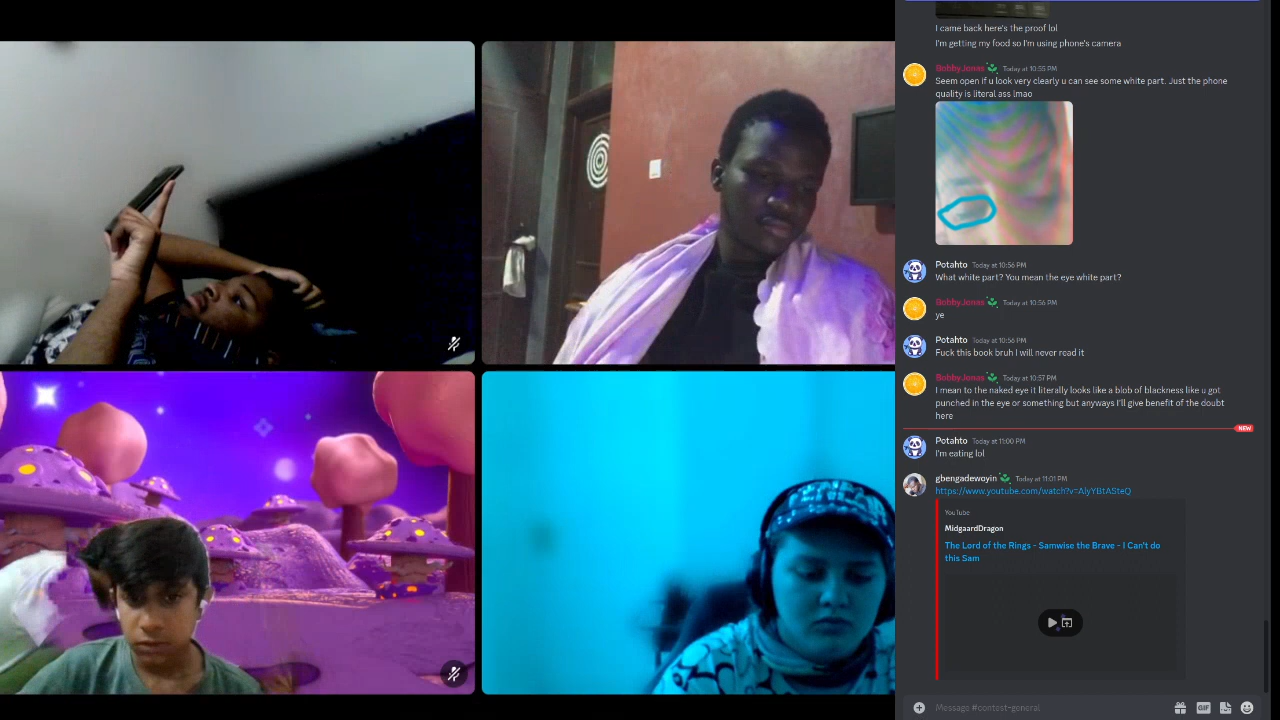 I came back here's the proof lol
I'm getting my food so I'm using phone's camera
BobbyJonas Today at 10:55 PM
Seem open if u look very clearly u can see some white part. Just the phone
quality is literal ass lmao
Potahto Today at 10:56 PM
What white part? You mean the eye white part?
BobbyJonas Today at 10:56 PM
ye
Potahto Today at 10:56 PM
Fuck this book bruh I will never read it
BobbyJonas Today at 10:57 PM
I mean to the naked eye it literally looks like a blob of blackness like u got
punched in the eye or something but anyways I'll give benefit of the doubt
here
NEW
Potahto Today at 11:00 PM
I'm eating lol
gbengadewoyin Today at 11:01 PM
https://www.youtube.com/watch?v=AlyYBtASteQ
YouTube
MidgaardDragon
The Lord of the Rings - Samwise the Brave - I Can't do
this Sam
Message #contest-general
GIF